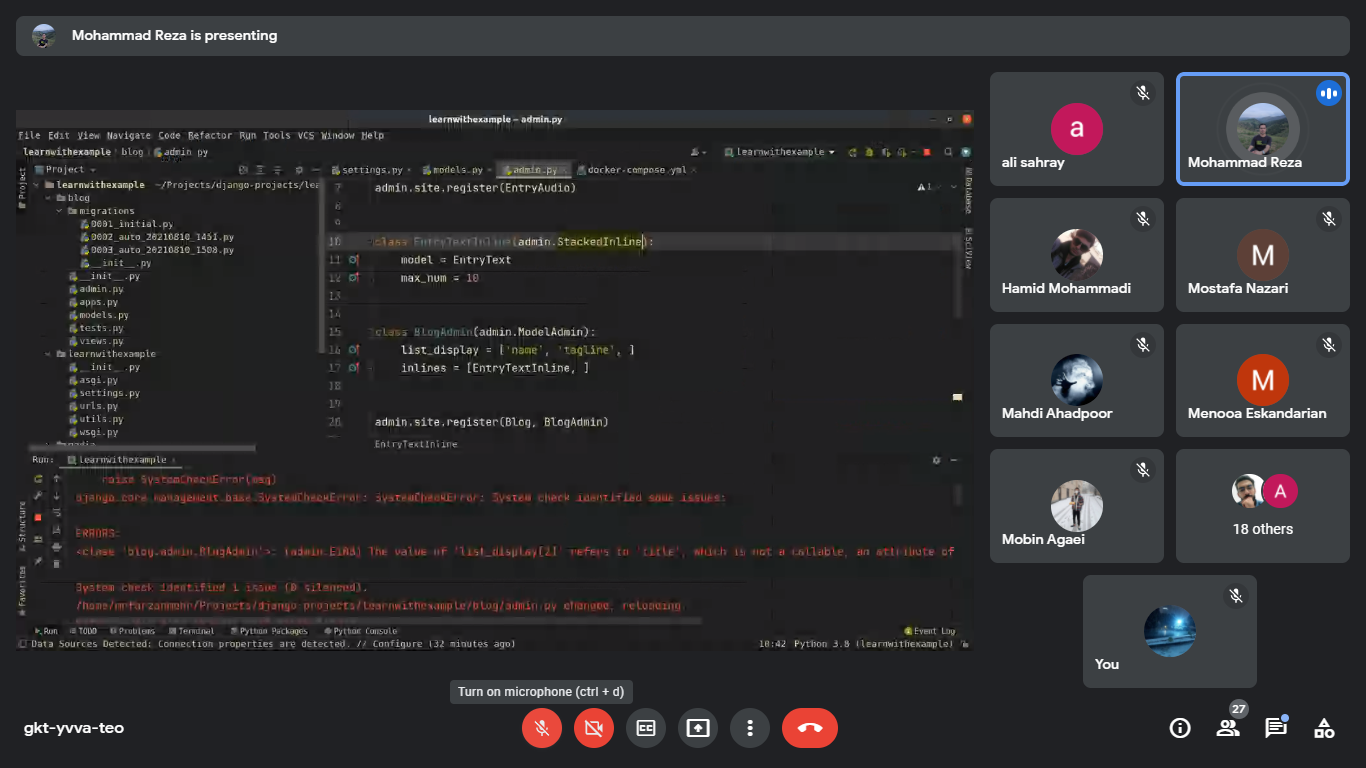 Mohammad Reza is presenting
learnwithexample – admin.py
File Edit View Navigate Code Refactor Run Tools VCS Window Help
learnwithexample blog admin py
learnwithexample
Project
Project
settings.py
models.py
admin.py
docker-compose yml
learnwithexample ~/Projects/django-projects/lea
blog
migrations
0001_initial.py
0002_auto_20210810_1451.py
0003_auto_20210810_1508.py
__init__.py
__init__.py
admin.py
apps.py
models.py
tests.py
views.py
learnwithexample
__init__.py
asgi.py
settings.py
urls.py
utils.py
wsgi.py
7 admin.site.register(EntryAudio)
8
9
10 class EntryTextInline(admin.StackedInline):
11 model = EntryText
12 max_num = 10
13
14
15 class BlogAdmin(admin.ModelAdmin):
16 list_display = ['name', 'tagline', ]
17 inlines = [EntryTextInline, ]
18
19
20 admin.site.register(Blog, BlogAdmin)
EntryTextInline
1
Database
SciView
Run: learnwithexample
raise SystemCheckError(msg)
django.core.management.base.SystemCheckError: SystemCheckError: System check identified some issues:
ERRORS:
<class 'blog.admin.BlogAdmin'>: (admin.E108) The value of 'list_display[2]' refers to 'title', which is not a callable, an attribute of
System check identified 1 issue (0 silenced).
/home/mrfarzanmehr/Projects/django-projects/learnwithexample/blog/admin.py changed, reloading
Structure
Favorites
Run TODO Problems Terminal Python Packages Python Console Event Log
Data Sources Detected: Connection properties are detected. // Configure (32 minutes ago) 10:42 Python 3.8 (learnwithexample)
a
ali sahray
Mohammad Reza
Hamid Mohammadi
M
Mostafa Nazari
Mahdi Ahadpoor
M
Menooa Eskandarian
Mobin Agaei
A
18 others
You
Turn on microphone (ctrl + d)
gkt-yvva-teo
27